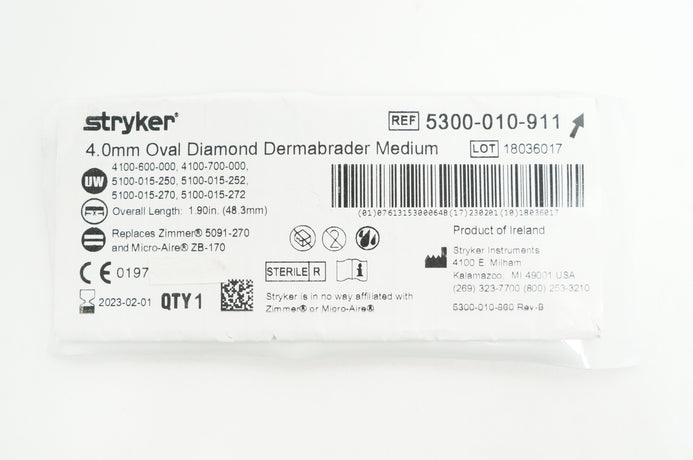 stryker®
REF 5300-010-911
4.0mm Oval Diamond Dermabrader Medium
LOT 18036017
UW
4100-600-000, 4100-700-000,
5100-015-250, 5100-015-252,
5100-015-270, 5100-015-272
(01)07613153000648(17)230201(10)18036017
Overall Length: 1.90in. (48.3mm)
Replaces Zimmer® 5091-270
and Micro-Aire® ZB-170
Product of Ireland
Stryker Instruments
4100 E. Milham
Kalamazoo, MI 49001 USA
(269) 323-7700 (800) 253-3210
CE 0197
STERILE R
2023-02-01
QTY 1
Stryker is in no way affiliated with
Zimmer® or Micro-Aire®
5300-010-860 Rev-B